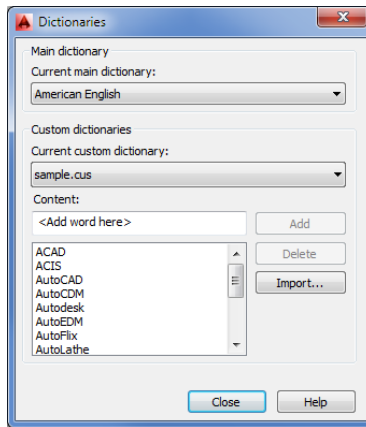 Dictionaries
Main dictionary
Current main dictionary:
American English
Custom dictionaries
Current custom dictionary:
sample.cus
Content:
<Add word here>
Add
ACAD
ACIS
AutoCAD
AutoCDM
Autodesk
AutoEDM
AutoFlix
AutoLathe
Delete
Import...
Close
Help